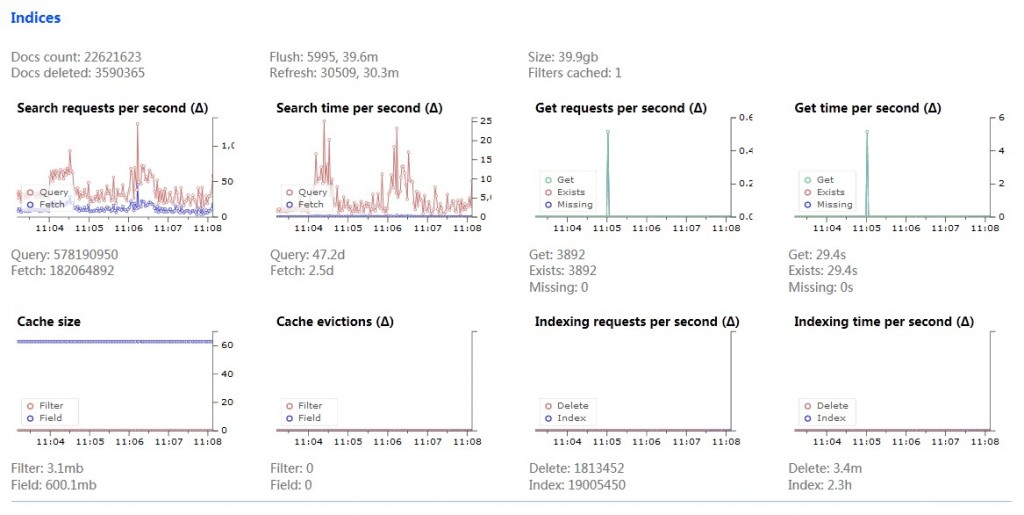 Indices
Docs count: 22621623
Docs deleted: 3590365
Flush: 5995, 39.6m
Refresh: 30509, 30.3m
Size: 39.9gb
Filters cached: 1
Search requests per second (Δ)
1,0
50
0
Query
Fetch
11:04 11:05 11:06 11:07 11:08
Query: 578190950
Fetch: 182064892
Search time per second (Δ)
25
20
15
10
5,0
0
Query
Fetch
11:04 11:05 11:06 11:07 11:08
Query: 47.2d
Fetch: 2.5d
Get requests per second (Δ)
0.6
0.4
0.2
0.0
Get
Exists
Missing
11:04 11:05 11:06 11:07 11:08
Get: 3892
Exists: 3892
Missing: 0
Get time per second (Δ)
6
4
2
0
Get
Exists
Missing
11:04 11:05 11:06 11:07 11:08
Get: 29.4s
Exists: 29.4s
Missing: 0s
Cache size
60
40
20
0
Filter
Field
11:04 11:05 11:06 11:07 11:08
Filter: 3.1mb
Field: 600.1mb
Cache evictions (Δ)
Filter
Field
11:04 11:05 11:06 11:07 11:08
Filter: 0
Field: 0
Indexing requests per second (Δ)
Delete
Index
11:04 11:05 11:06 11:07 11:08
Delete: 1813452
Index: 19005450
Indexing time per second (Δ)
Delete
Index
11:04 11:05 11:06 11:07 11:08
Delete: 3.4m
Index: 2.3h